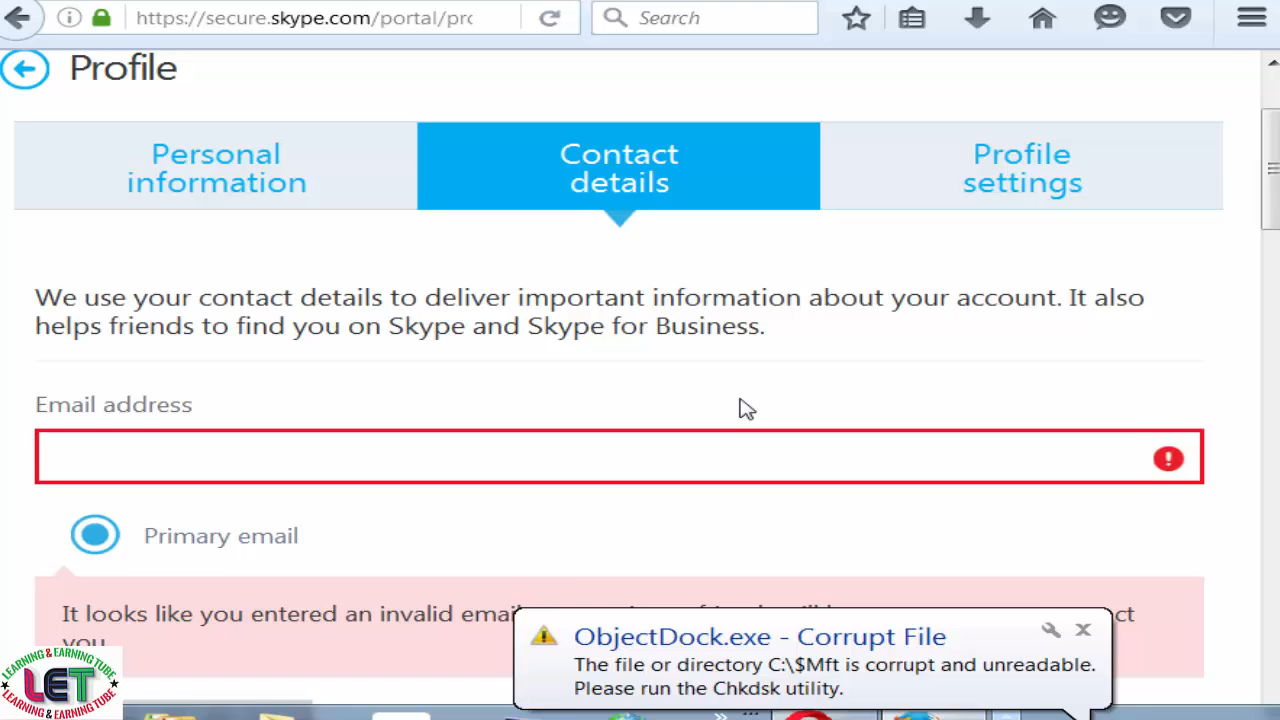 https://secure.skype.com/portal/pro
Search
Profile
Personal
information
Contact
details
Profile
settings
We use your contact details to deliver important information about your account. It also
helps friends to find you on Skype and Skype for Business.
Email address
Primary email
It looks like you entered an invalid email
ct
you
ObjectDock.exe - Corrupt File
The file or directory C:\$Mft is corrupt and unreadable.
Please run the Chkdsk utility.
LEARNING & EARNING TUBE
LET
LEARNING & EARNING TUBE